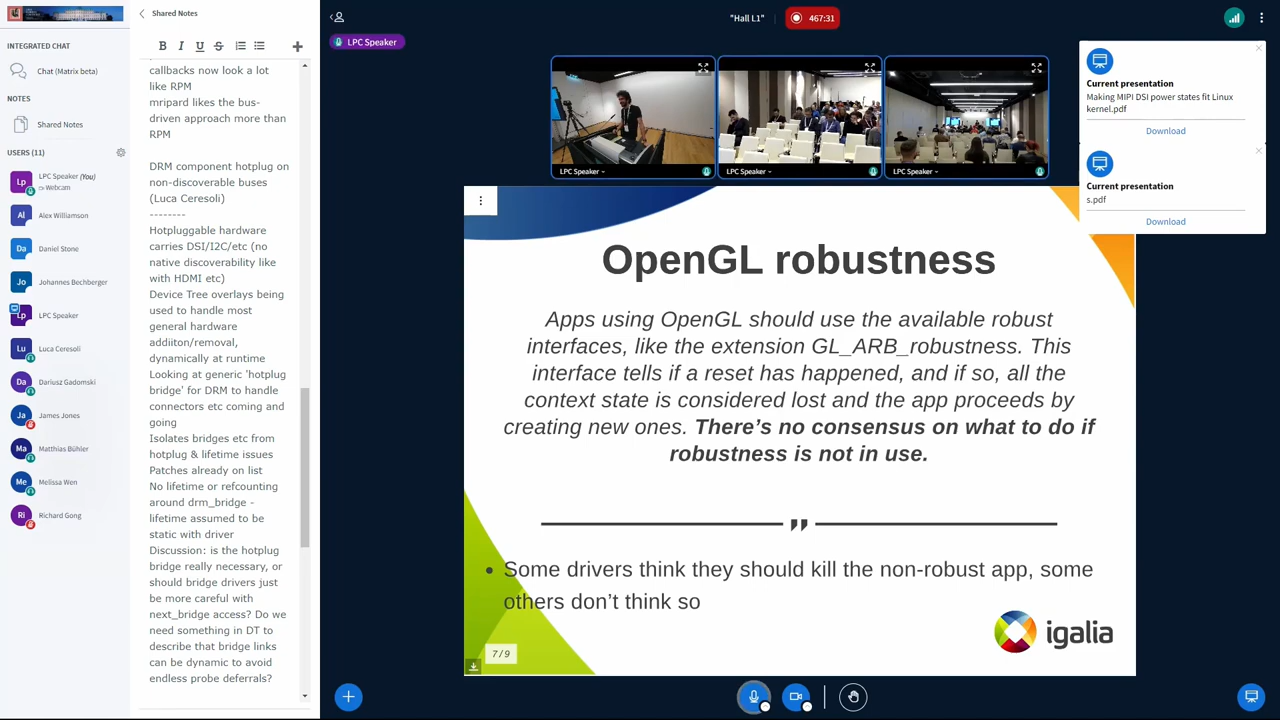 Shared Notes
"Hall L1"
467:31
LPC Speaker
INTEGRATED CHAT
Chat (Matrix beta)
NOTES
Shared Notes
USERS (11)
Lp
LPC Speaker (You)
Webcam
Al
Alex Williamson
Da
Daniel Stone
Jo
Johannes Bechberger
Lp
LPC Speaker
Lu
Luca Ceresoli
Da
Dariusz Gadomski
Ja
James Jones
Ma
Matthias Bühler
Me
Melissa Wen
Ri
Richard Gong
B I U S
callbacks now look a lot
like RPM
mripard likes the bus-
driven approach more than
RPM
DRM component hotplug on
non-discoverable buses
(Luca Ceresoli)
--------
Hotpluggable hardware
carries DSI/I2C/etc (no
native discoverability like
with HDMI etc)
Device Tree overlays being
used to handle most
general hardware
addiiton/removal,
dynamically at runtime
Looking at generic 'hotplug
bridge' for DRM to handle
connectors etc coming and
going
Isolates bridges etc from
hotplug & lifetime issues
Patches already on list
No lifetime or refcounting
around drm_bridge -
lifetime assumed to be
static with driver
Discussion: is the hotplug
bridge really necessary, or
should bridge drivers just
be more careful with
next_bridge access? Do we
need something in DT to
describe that bridge links
can be dynamic to avoid
endless probe deferrals?
LPC Speaker
LPC Speaker
LPC Speaker
Current presentation
Making MIPI DSI power states fit Linux
kernel.pdf
Download
Current presentation
s.pdf
Download
OpenGL robustness
Apps using OpenGL should use the available robust
interfaces, like the extension GL_ARB_robustness. This
interface tells if a reset has happened, and if so, all the
context state is considered lost and the app proceeds by
creating new ones. There's no consensus on what to do if
robustness is not in use.
"
• Some drivers think they should kill the non-robust app, some
others don't think so
igalia
7/9